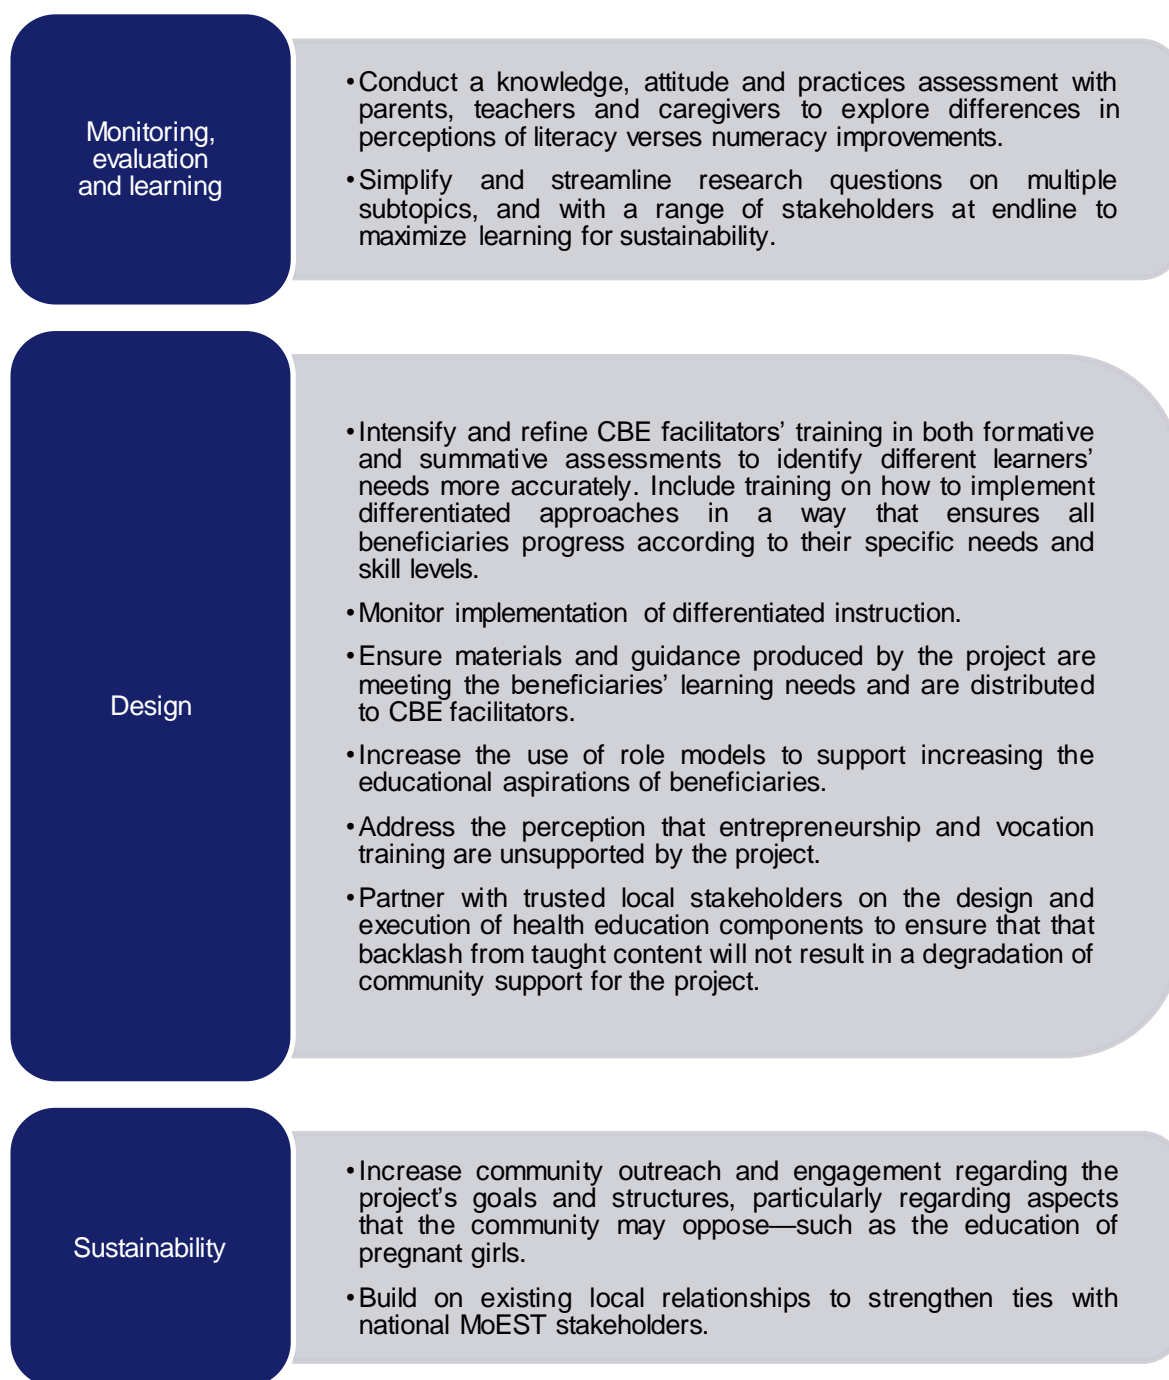 Monitoring,
evaluation
and learning
•Conduct a knowledge, attitude and practices assessment with
parents, teachers and caregivers to explore differences in
perceptions of literacy verses numeracy improvements.
•Simplify and streamline research questions on multiple
subtopics, and with a range of stakeholders at endline to
maximize learning for sustainability.
Design
•Intensify and refine CBE facilitators’ training in both formative
and summative assessments to identify different learners’
needs more accurately. Include training on how to implement
differentiated approaches in a way that ensures all
beneficiaries progress according to their specific needs and
skill levels.
•Monitor implementation of differentiated instruction.
•Ensure materials and guidance produced by the project are
meeting the beneficiaries’ learning needs and are distributed
to CBE facilitators.
•Increase the use of role models to support increasing the
educational aspirations of beneficiaries.
•Address the perception that entrepreneurship and vocation
training are unsupported by the project.
•Partner with trusted local stakeholders on the design and
execution of health education components to ensure that that
backlash from taught content will not result in a degradation of
community support for the project.
Sustainability
•Increase community outreach and engagement regarding the
project’s goals and structures, particularly regarding aspects
that the community may oppose—such as the education of
pregnant girls.
•Build on existing local relationships to strengthen ties with
national MoEST stakeholders.